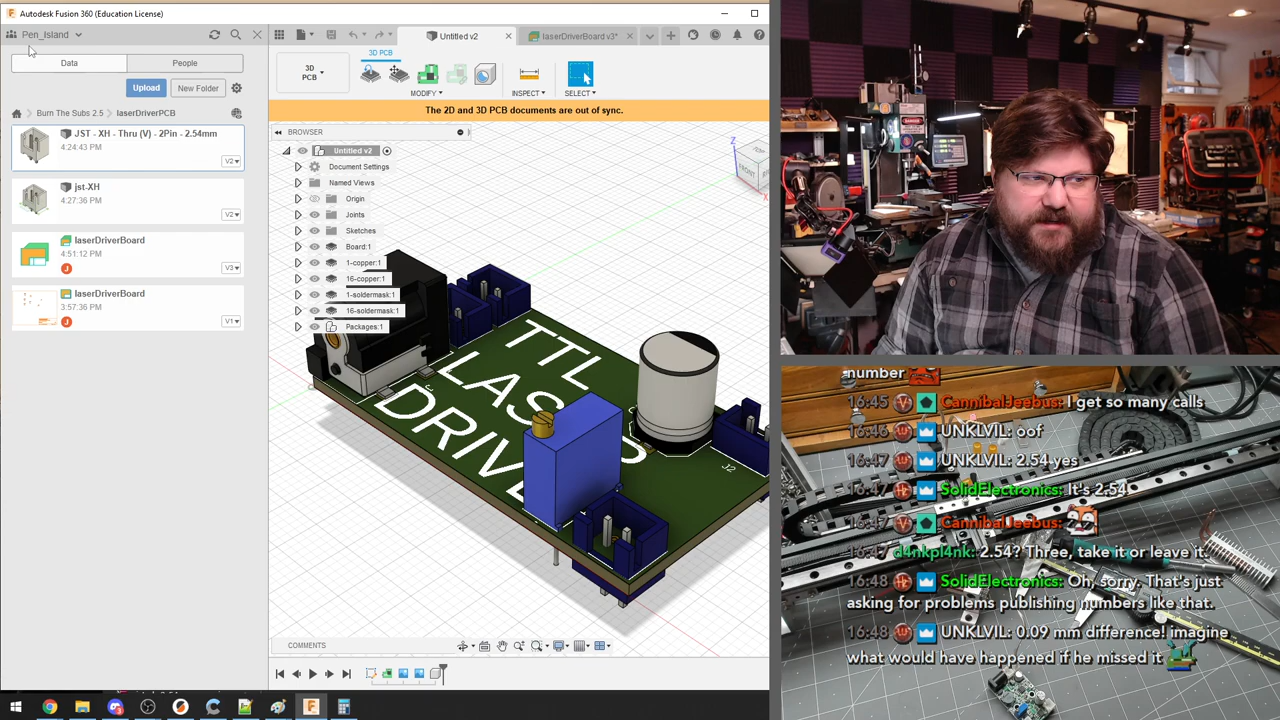 Autodesk Fusion 360 (Education License)
Pen_Island
Data
People
Upload
New Folder
Burn The Subs 2.5
laserDriverPCB
JST - XH - Thru (V) - 2Pin - 2.54mm
4:24:43 PM
V2
jst-XH
4:27:36 PM
V2
laserDriverBoard
4:51:12 PM
J
V3
laserDriverBoard
3:57:36 PM
J
V1
Untitled v2
laserDriverBoard v3*
3D PCB
3D
PCB
MODIFY
INSPECT
SELECT
The 2D and 3D PCB documents are out of sync.
BROWSER
Untitled v2
Document Settings
Named Views
Origin
Joints
Sketches
Board:1
1-copper:1
16-copper:1
1-soldermask:1
16-soldermask:1
Packages:1
Z
FRONT
X
TTL
LAS
DRIV
J2
COMMENTS
number
16:45 CannibalJeebus: I get so many calls
16:46 UNKLVIL: oof
16:47 UNKLVIL: 2.54 yes
16:47 SolidElectronics: It's 2.54
16:47 CannibalJeebus:
16:47 d4nkpl4nk: 2.54? Three, take it or leave it.
16:48 SolidElectronics: Oh, sorry. That's just
asking for problems publishing numbers like that.
16:48 UNKLVIL: 0.09 mm difference! imagine
what would have happened if he missed it